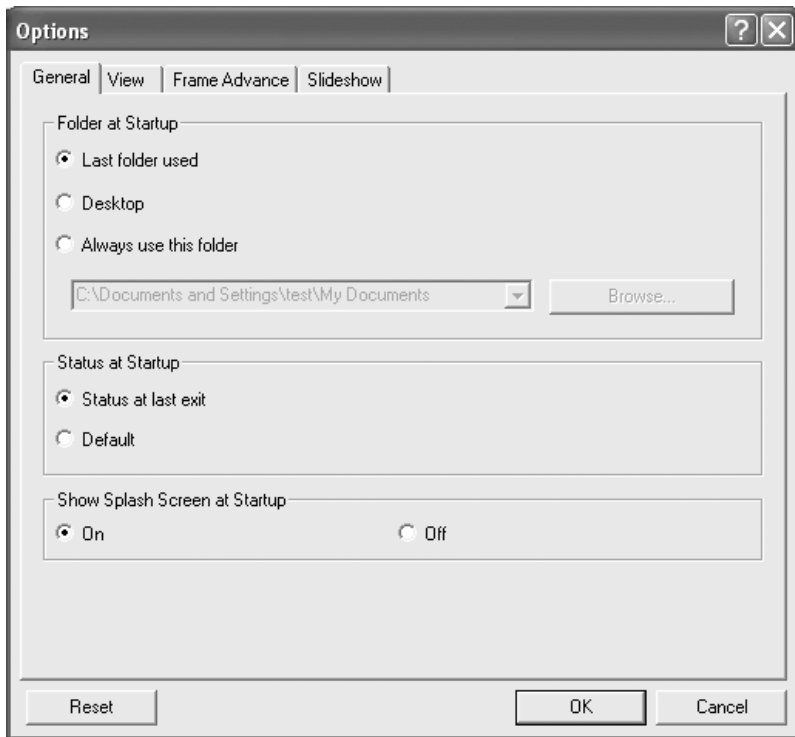 Options
General View Frame Advance Slideshow
Folder at Startup
Last folder used
Desktop
Always use this folder
C:\Documents and Settings\test\My Documents Browse...
Status at Startup
Status at last exit
Default
Show Splash Screen at Startup
On Off
Reset OK Cancel